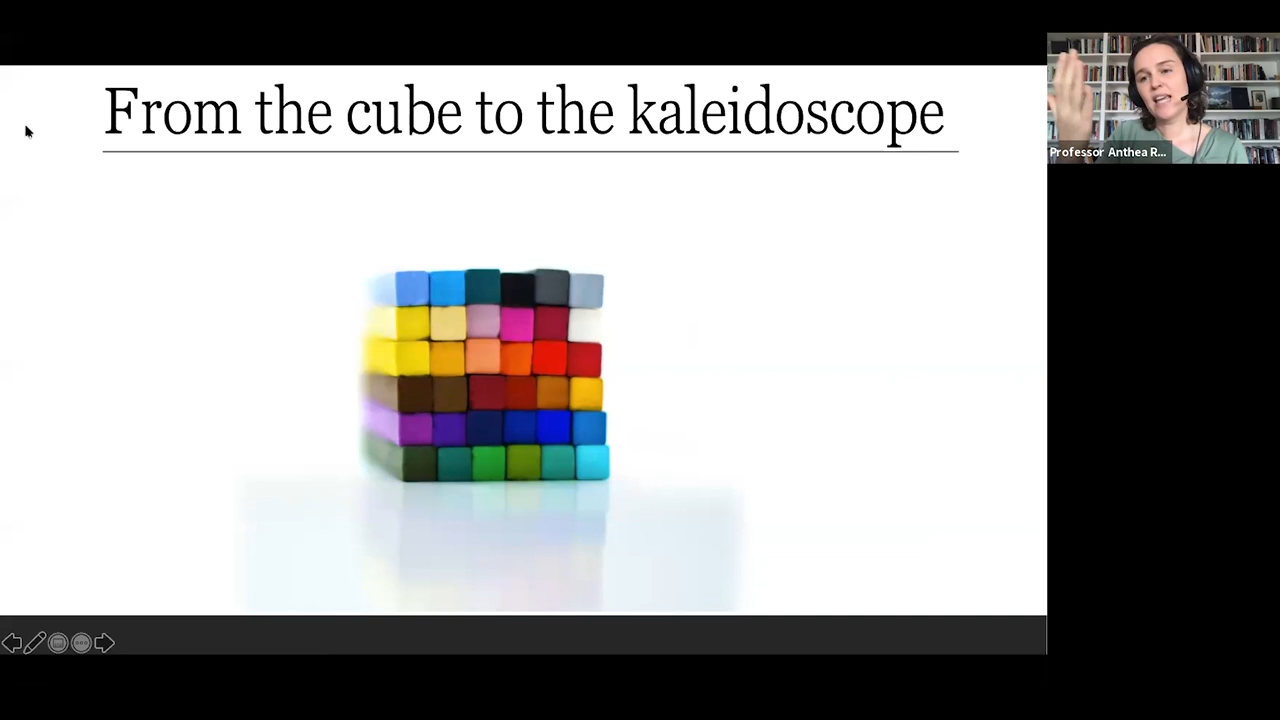 From the cube to the kaleidoscope
Professor Anthea R...